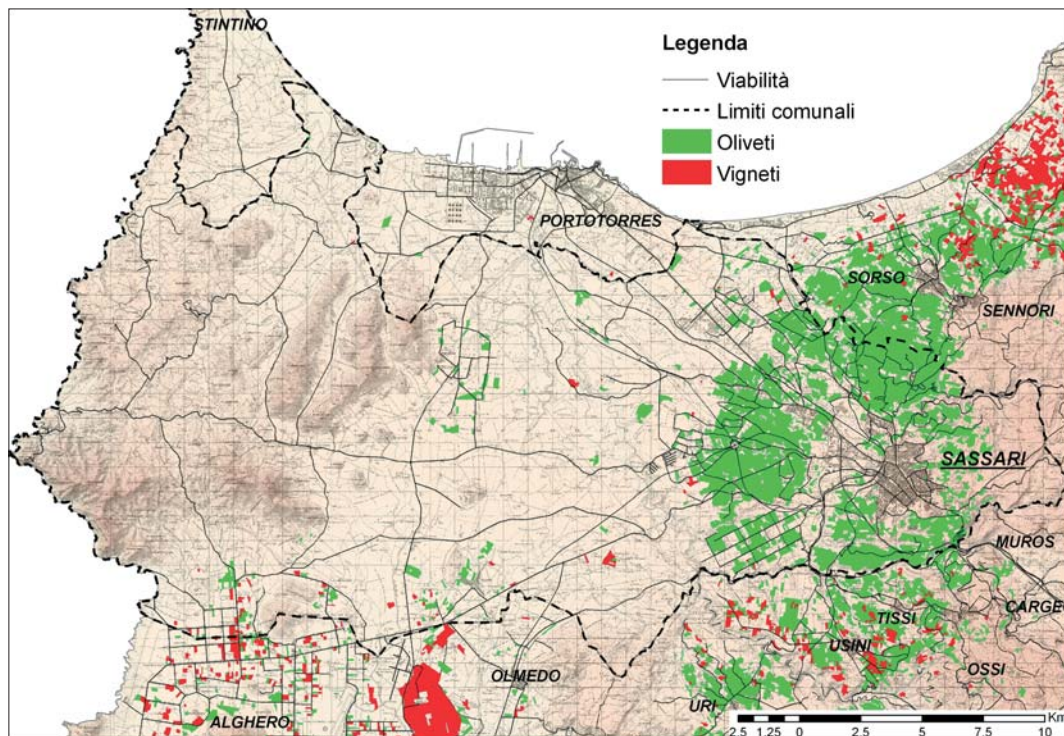 STINTINO
Legenda
Viabilità
Limiti comunali
Oliveti
Vigneti
PORTOTORRES
SORSO
SENNORI
SASSARI
MUROS
CARGE
TISSI
USINI
OSSI
OLMEDO
URI
ALGHERO
2.5 1.25 0 2.5 5 7.5 10 Km